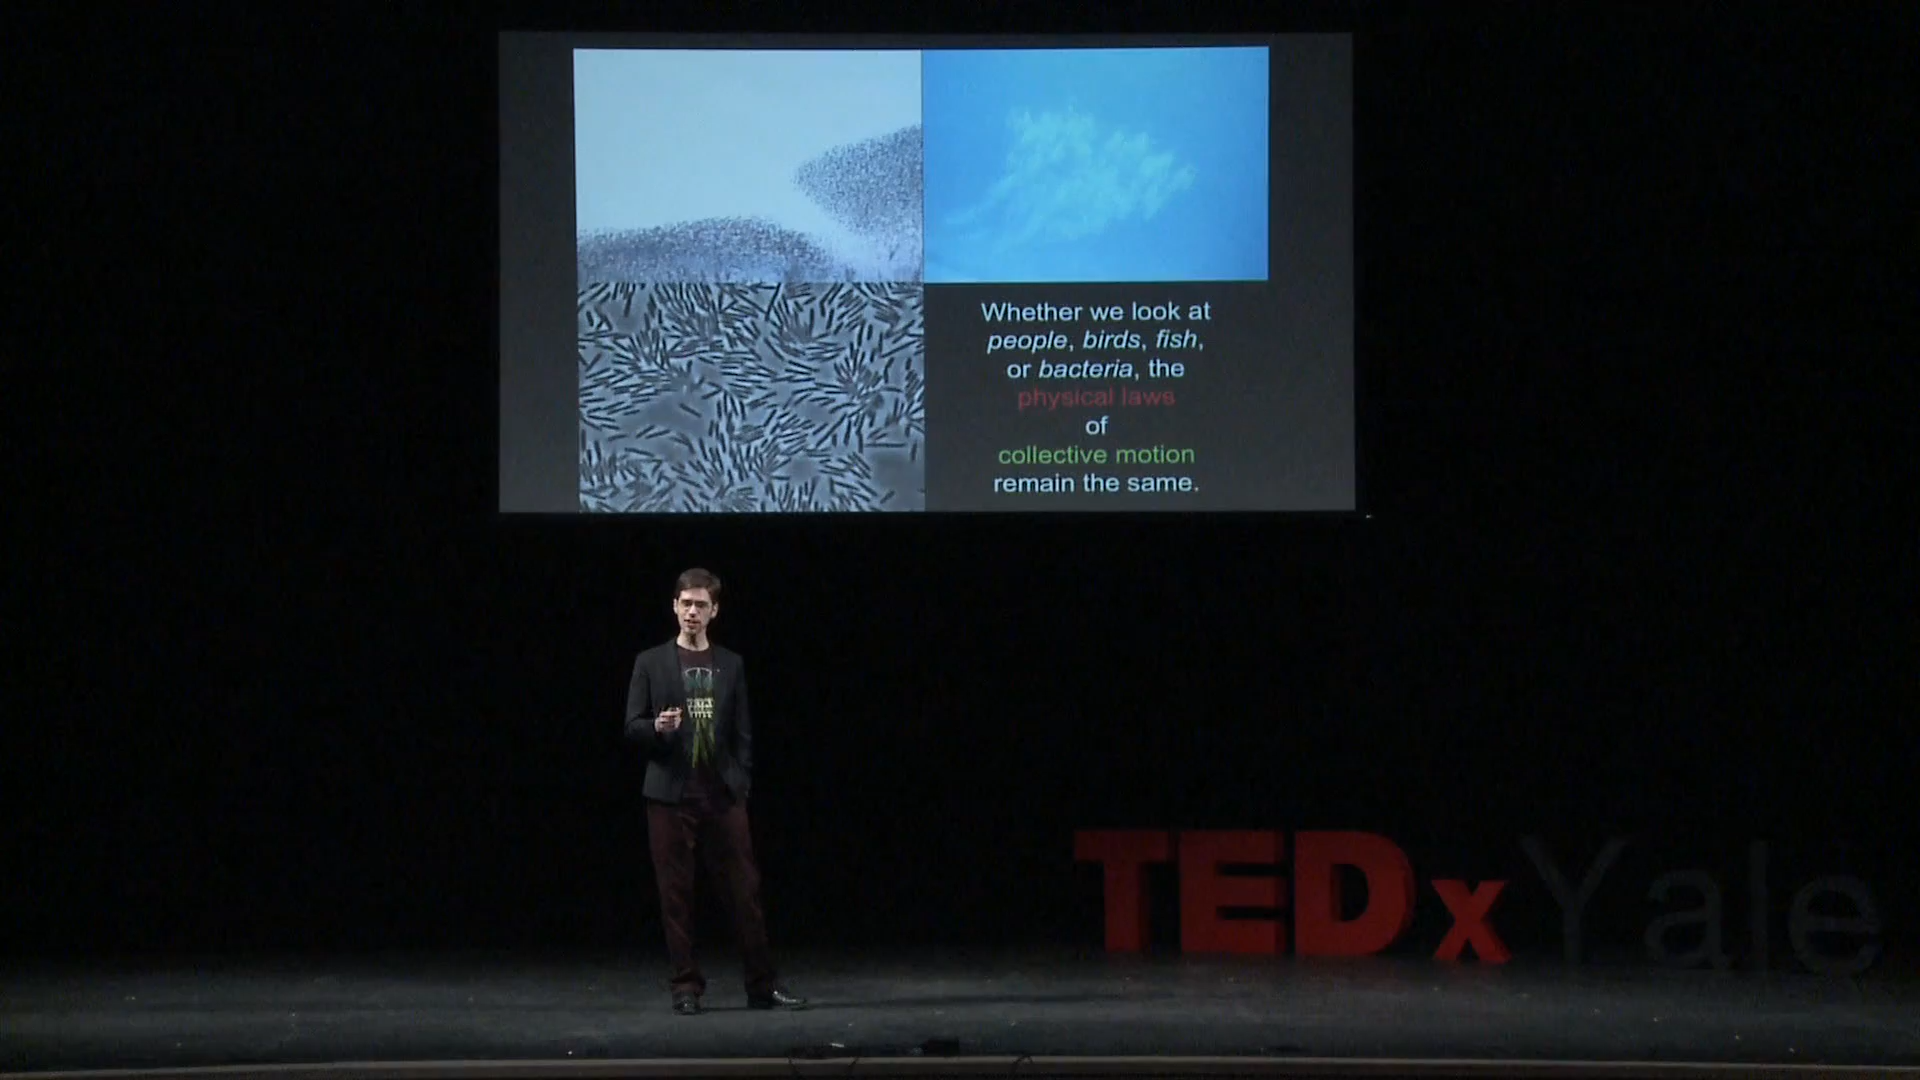 Whether we look at
people, birds, fish,
or bacteria, the
physical laws
of
collective motion
remain the same.
TEDxYale